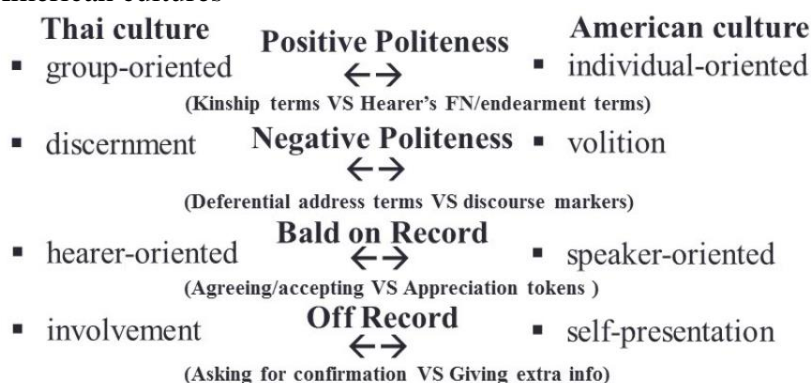 American cultures
Thai culture Positive Politeness American culture
▪ group-oriented ←→ ▪ individual-oriented
(Kinship terms VS Hearer's FN/endearment terms)
▪ discernment Negative Politeness ▪ volition
←→
(Deferential address terms VS discourse markers)
Bald on Record
▪ hearer-oriented ←→ ▪ speaker-oriented
(Agreeing/accepting VS Appreciation tokens )
▪ involvement Off Record ▪ self-presentation
←→
(Asking for confirmation VS Giving extra info)